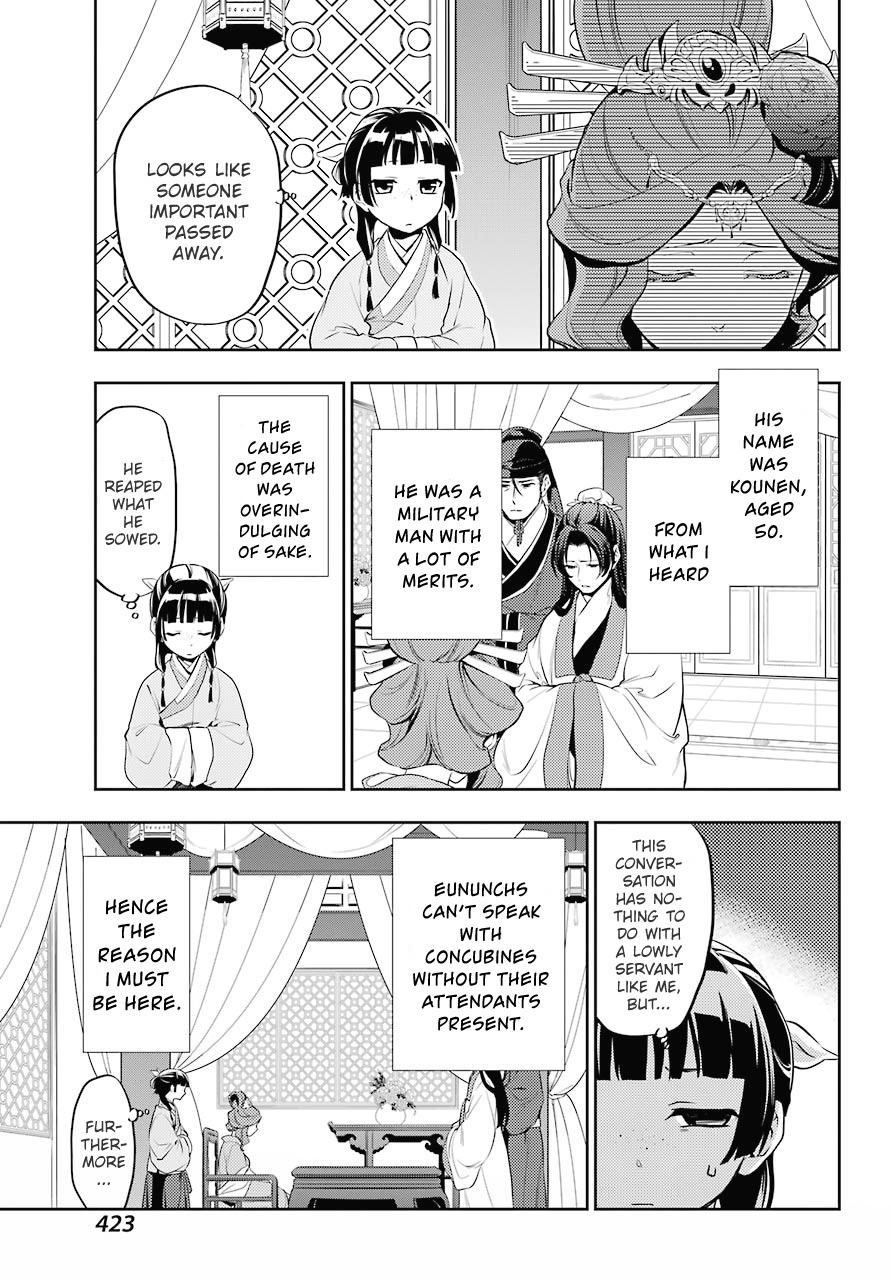 LOOKS LIKE
SOMEONE
IMPORTANT
PASSED
AWAY.
HIS
NAME
WAS
KOUNEN,
AGED
50.
FROM
WHAT I
HEARD
HE WAS A
MILITARY
MAN WITH
A LOT OF
MERITS.
THE
CAUSE
OF DEATH
WAS
OVERIN-
DULGING
OF SAKE.
HE
REAPED
WHAT
HE
SOWED.
THIS
CONVER-
SATION
HAS NO-
THING TO
DO WITH
A LOWLY
SERVANT
LIKE ME,
BUT...
EUNUNCHS
CAN'T SPEAK
WITH
CONCUBINES
WITHOUT THEIR
ATTENDANTS
PRESENT.
HENCE
THE
REASON
I MUST
BE HERE.
FUR-
THER-
MORE
...
423